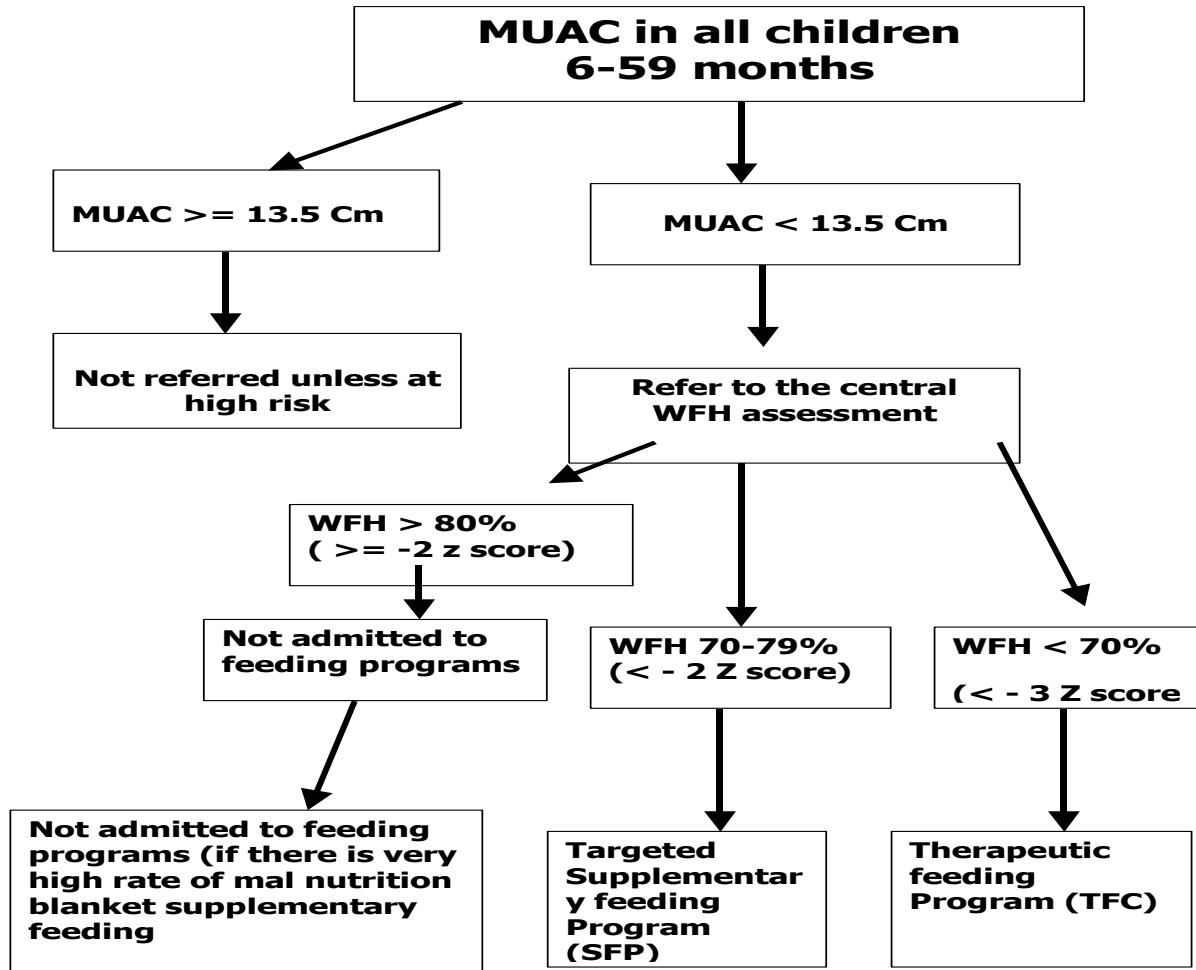 MUAC in all children
6-59 months
MUAC >= 13.5 Cm
MUAC < 13.5 Cm
Not referred unless at
high risk
Refer to the central
WFH assessment
WFH > 80%
( >= -2 z score)
Not admitted to
feeding programs
WFH 70-79%
(< - 2 Z score)
WFH < 70%
(< - 3 Z score
Not admitted to feeding
programs (if there is very
high rate of mal nutrition
blanket supplementary
feeding
Targeted
Supplementar
y feeding
Program
(SFP)
Therapeutic
feeding
Program (TFC)